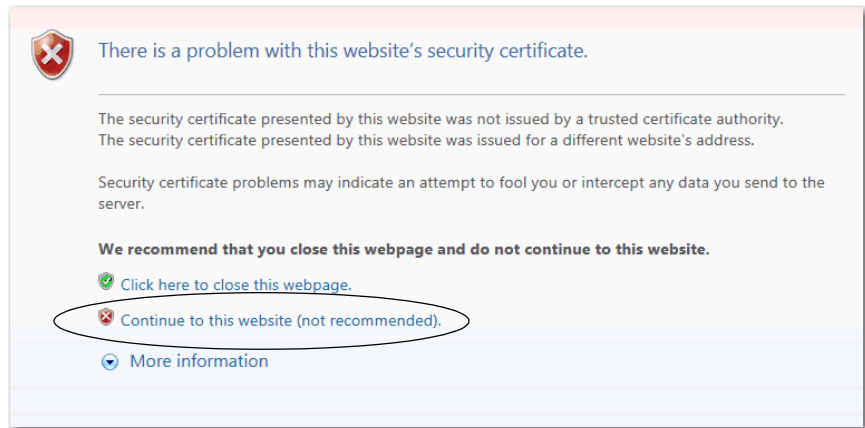 There is a problem with this website's security certificate.
The security certificate presented by this website was not issued by a trusted certificate authority.
The security certificate presented by this website was issued for a different website's address.
Security certificate problems may indicate an attempt to fool you or intercept any data you send to the
server.
We recommend that you close this webpage and do not continue to this website.
Click here to close this webpage.
Continue to this website (not recommended).
More information